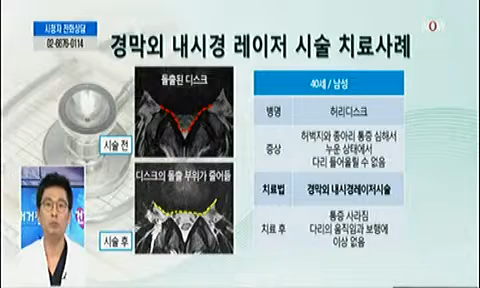 시청자 전화상담
02-6676-0114
경막외 내시경 레이저 시술 치료사례
돌출된 디스크
시술 전
디스크의 돌출 부위가 줄어듦
시술 후
40세 / 남성
병명
허리디스크
증상
허벅지와 종아리 통증 심해서
누운 상태에서
다리 들어올릴 수 없음
치료법
경막외 내시경레이저시술
치료 후
통증 사라짐
다리의 움직임과 보행에
이상 없음